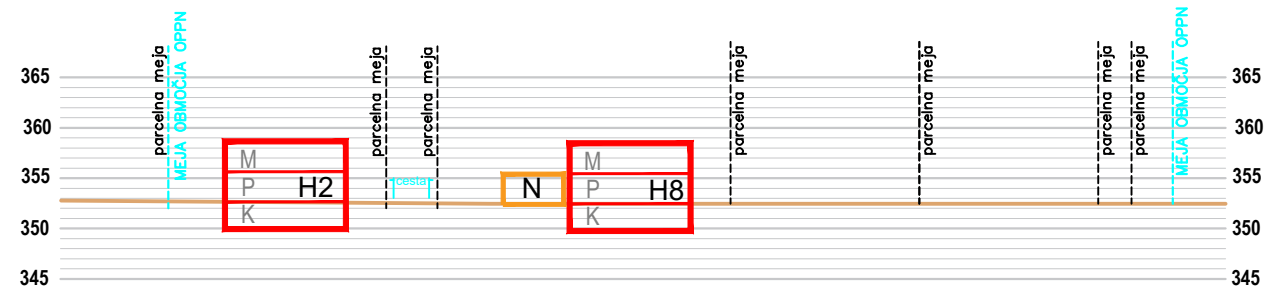 parcelna meja
MEJA OBMOČJA OPPN
parcelna meja
parcelna meja
parcelna meja
parcelna meja
parcelna meja
parcelna meja
MEJA OBMOČJA OPPN
365
365
360
360
355
355
350
350
345
345
M
P
H2
K
cesta
N
M
P
H8
K